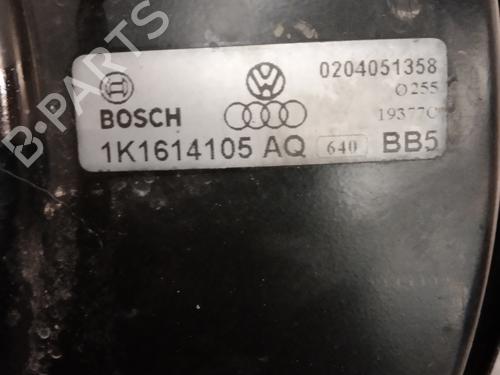 0204051358
BOSCH
Ø255
19377C
1K1614105 AQ 640 BB5
B-PARTS